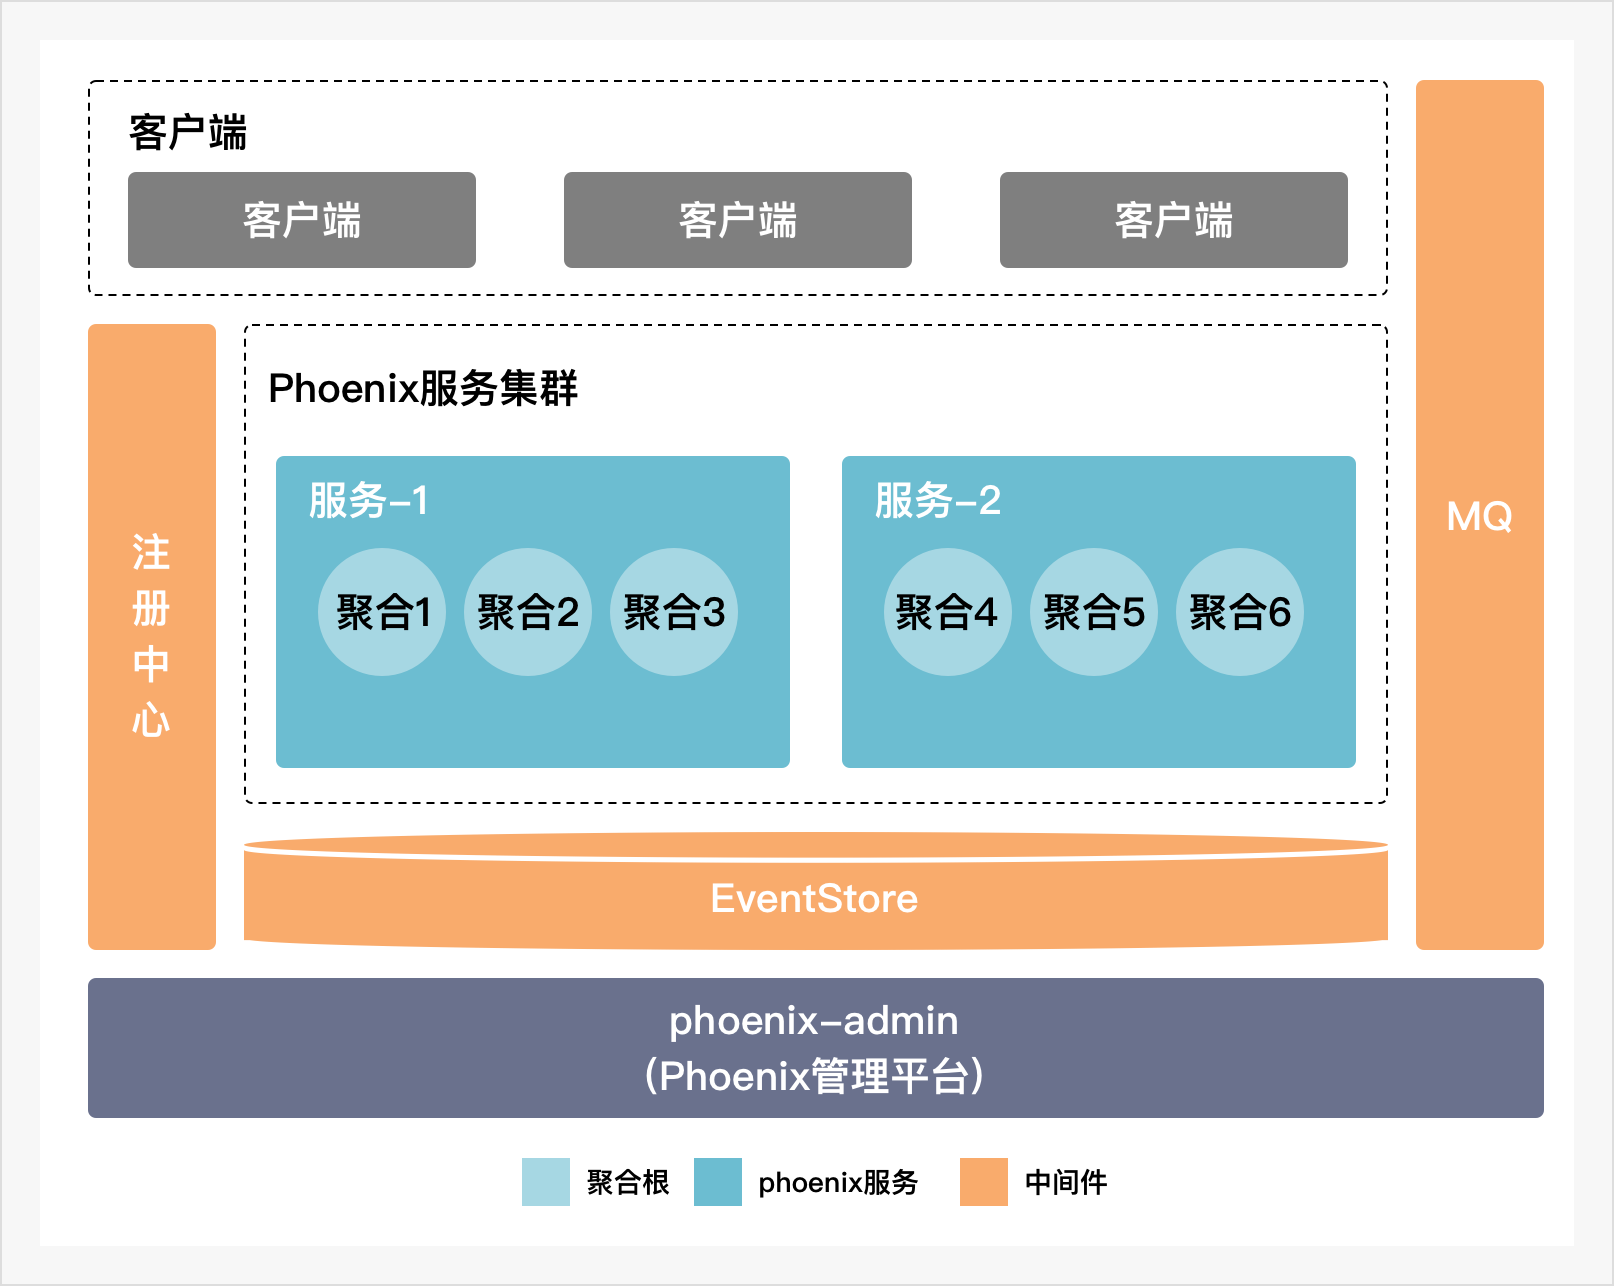 客户端
客户端
客户端
客户端
Phoenix服务集群
服务-1
聚合1
聚合2
聚合3
服务-2
聚合4
聚合5
聚合6
注
册
中
心
MQ
EventStore
phoenix-admin
(Phoenix管理平台)
聚合根
phoenix服务
中间件